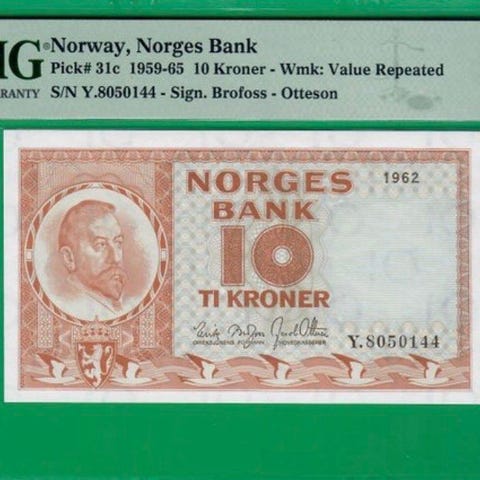 MG® Norway, Norges Bank
Pick# 31c 1959-65 10 Kroner - Wmk: Value Repeated
RANTY S/N Y.8050144 - Sign. Brofoss - Otteson
NORGES
BANK
1962
10
TI KRONER
Y.8050144